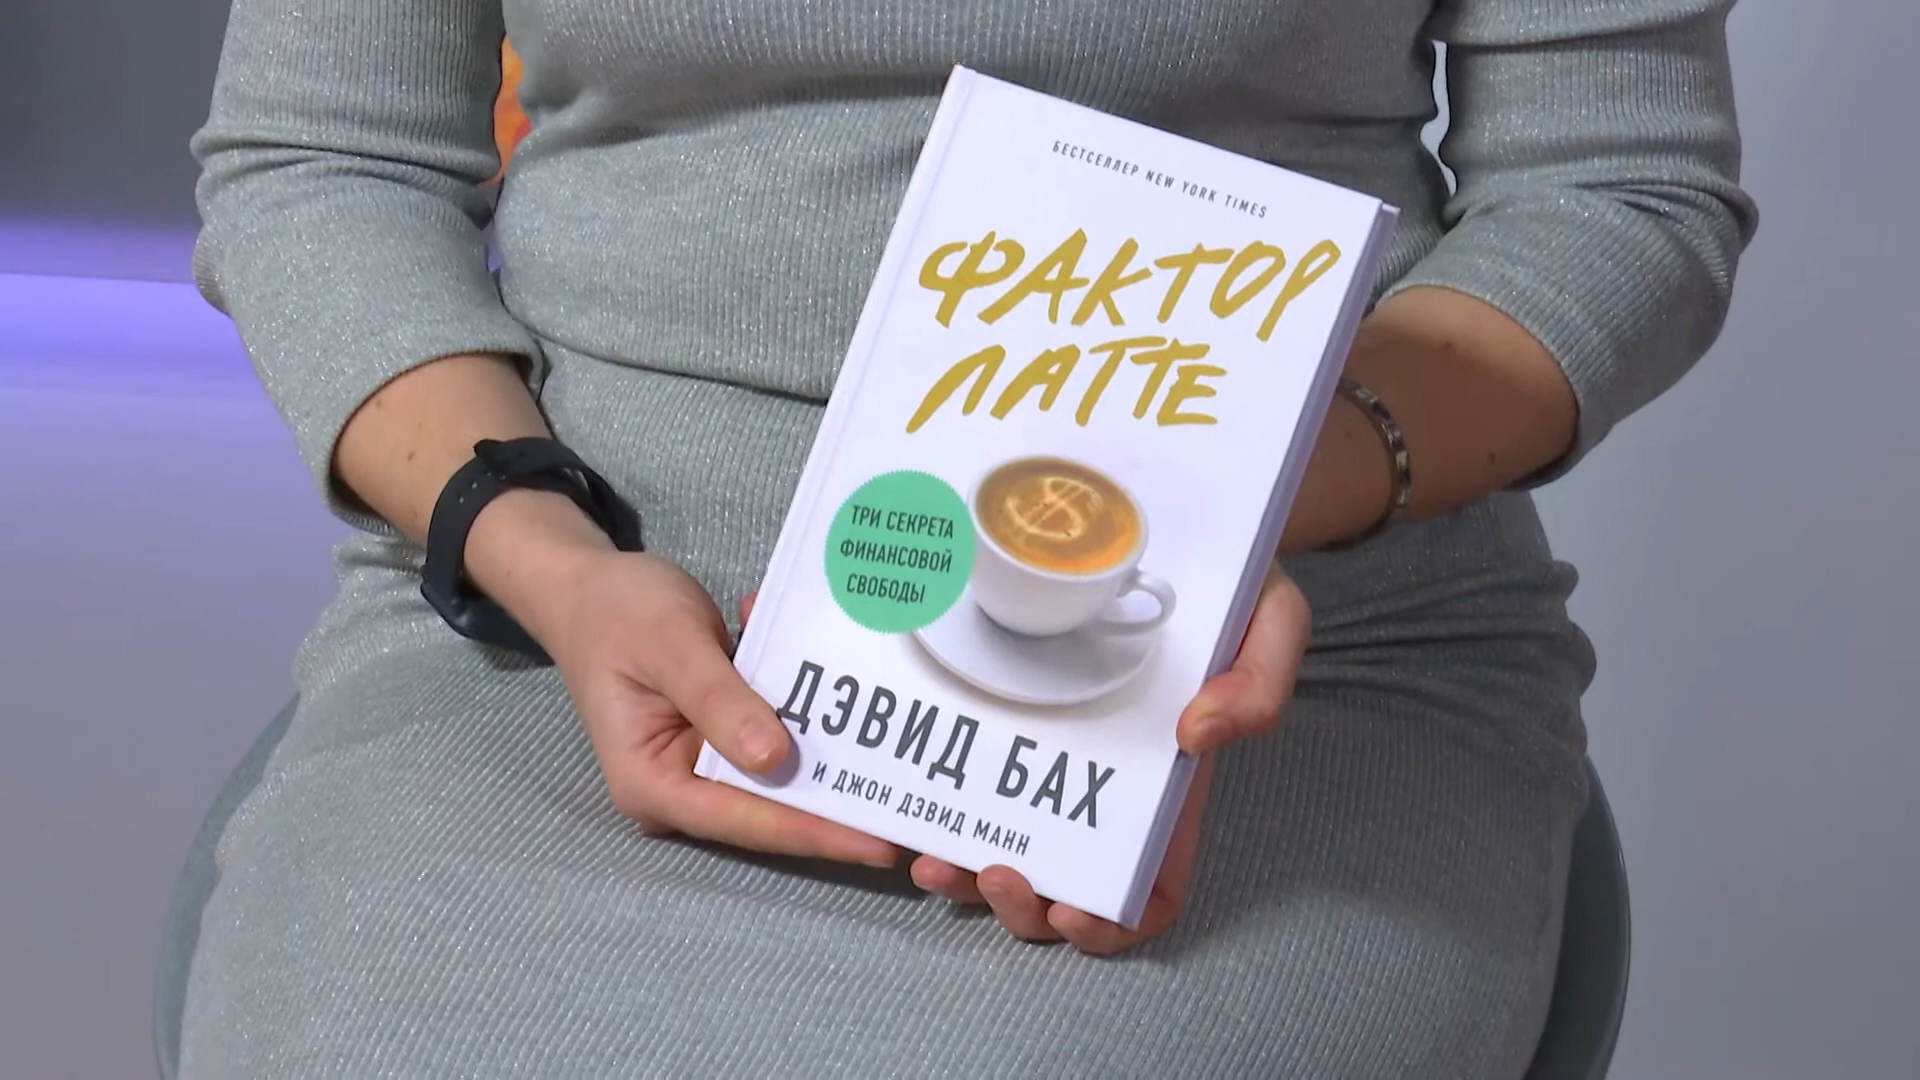 БЕСТСЕЛЛЕР NEW YORK TIMES
ФАКТОР
ЛАТТЕ
ТРИ СЕКРЕТА
ФИНАНСОВОЙ
СВОБОДЫ
ДЭВИД БАХ
И ДЖОН ДЭВИД МАНН